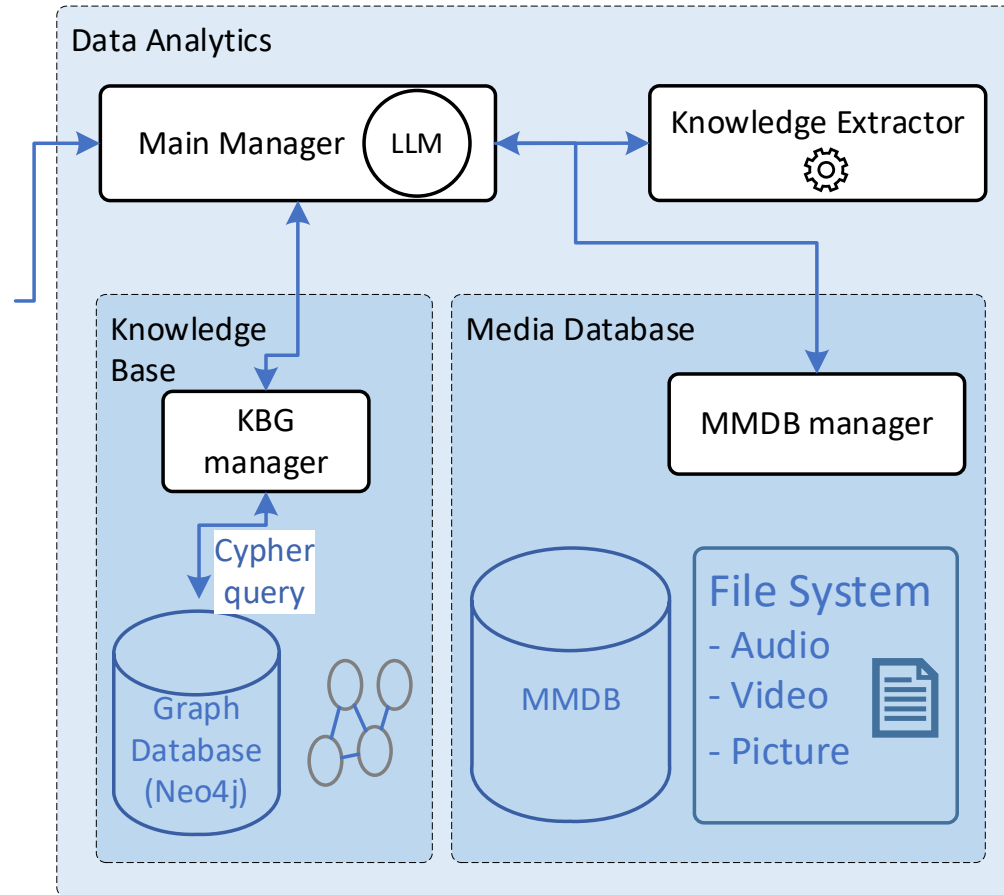 Data Analytics
Main Manager
LLM
Knowledge Extractor
Knowledge
Base
KBG
manager
Cypher
query
Graph
Database
(Neo4j)
Media Database
MMDB manager
MMDB
File System
- Audio
- Video
- Picture